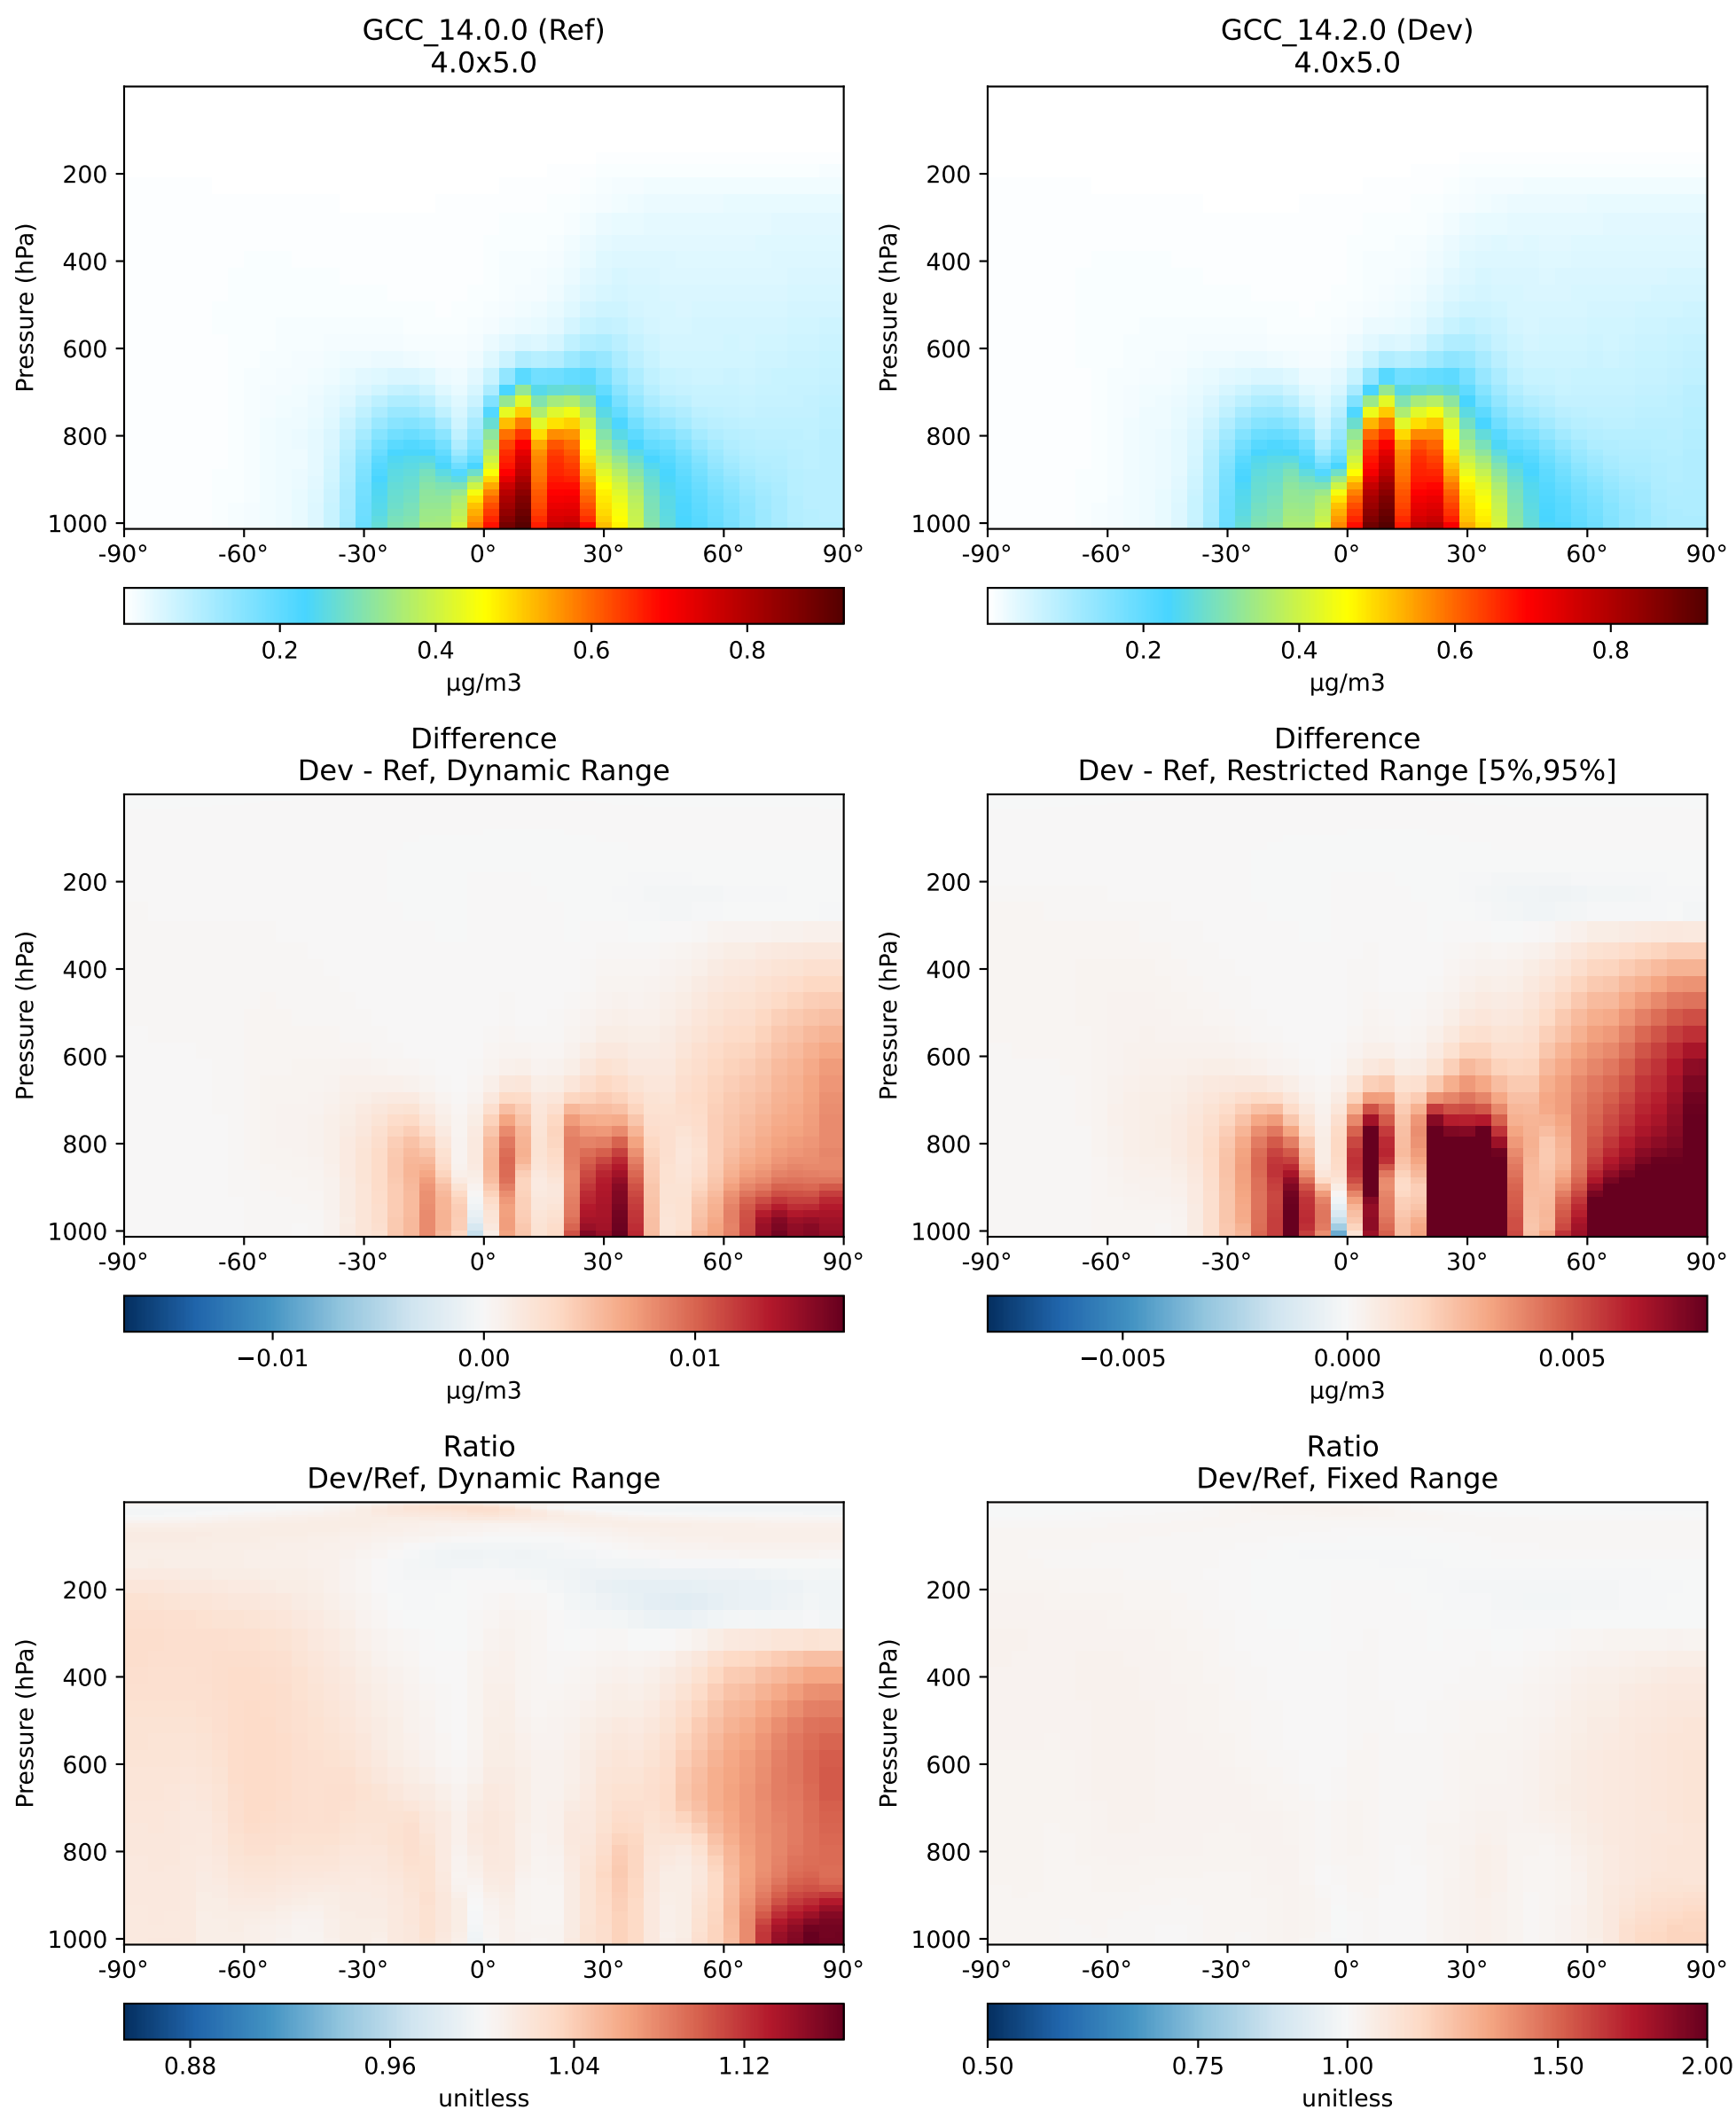 GCC_14.0.0 (Ref)
4.0x5.0
Pressure (hPa)
200
400
600
800
1000
-90° -60° -30° 0° 30° 60° 90°
0.2 0.4 0.6 0.8
µg/m3
GCC_14.2.0 (Dev)
4.0x5.0
Pressure (hPa)
200
400
600
800
1000
-90° -60° -30° 0° 30° 60° 90°
0.2 0.4 0.6 0.8
µg/m3
Difference
Dev - Ref, Dynamic Range
Pressure (hPa)
200
400
600
800
1000
-90° -60° -30° 0° 30° 60° 90°
−0.01 0.00 0.01
µg/m3
Difference
Dev - Ref, Restricted Range [5%,95%]
Pressure (hPa)
200
400
600
800
1000
-90° -60° -30° 0° 30° 60° 90°
−0.005 0.000 0.005
µg/m3
Ratio
Dev/Ref, Dynamic Range
Pressure (hPa)
200
400
600
800
1000
-90° -60° -30° 0° 30° 60° 90°
0.88 0.96 1.04 1.12
unitless
Ratio
Dev/Ref, Fixed Range
Pressure (hPa)
200
400
600
800
1000
-90° -60° -30° 0° 30° 60° 90°
0.50 0.75 1.00 1.50 2.00
unitless